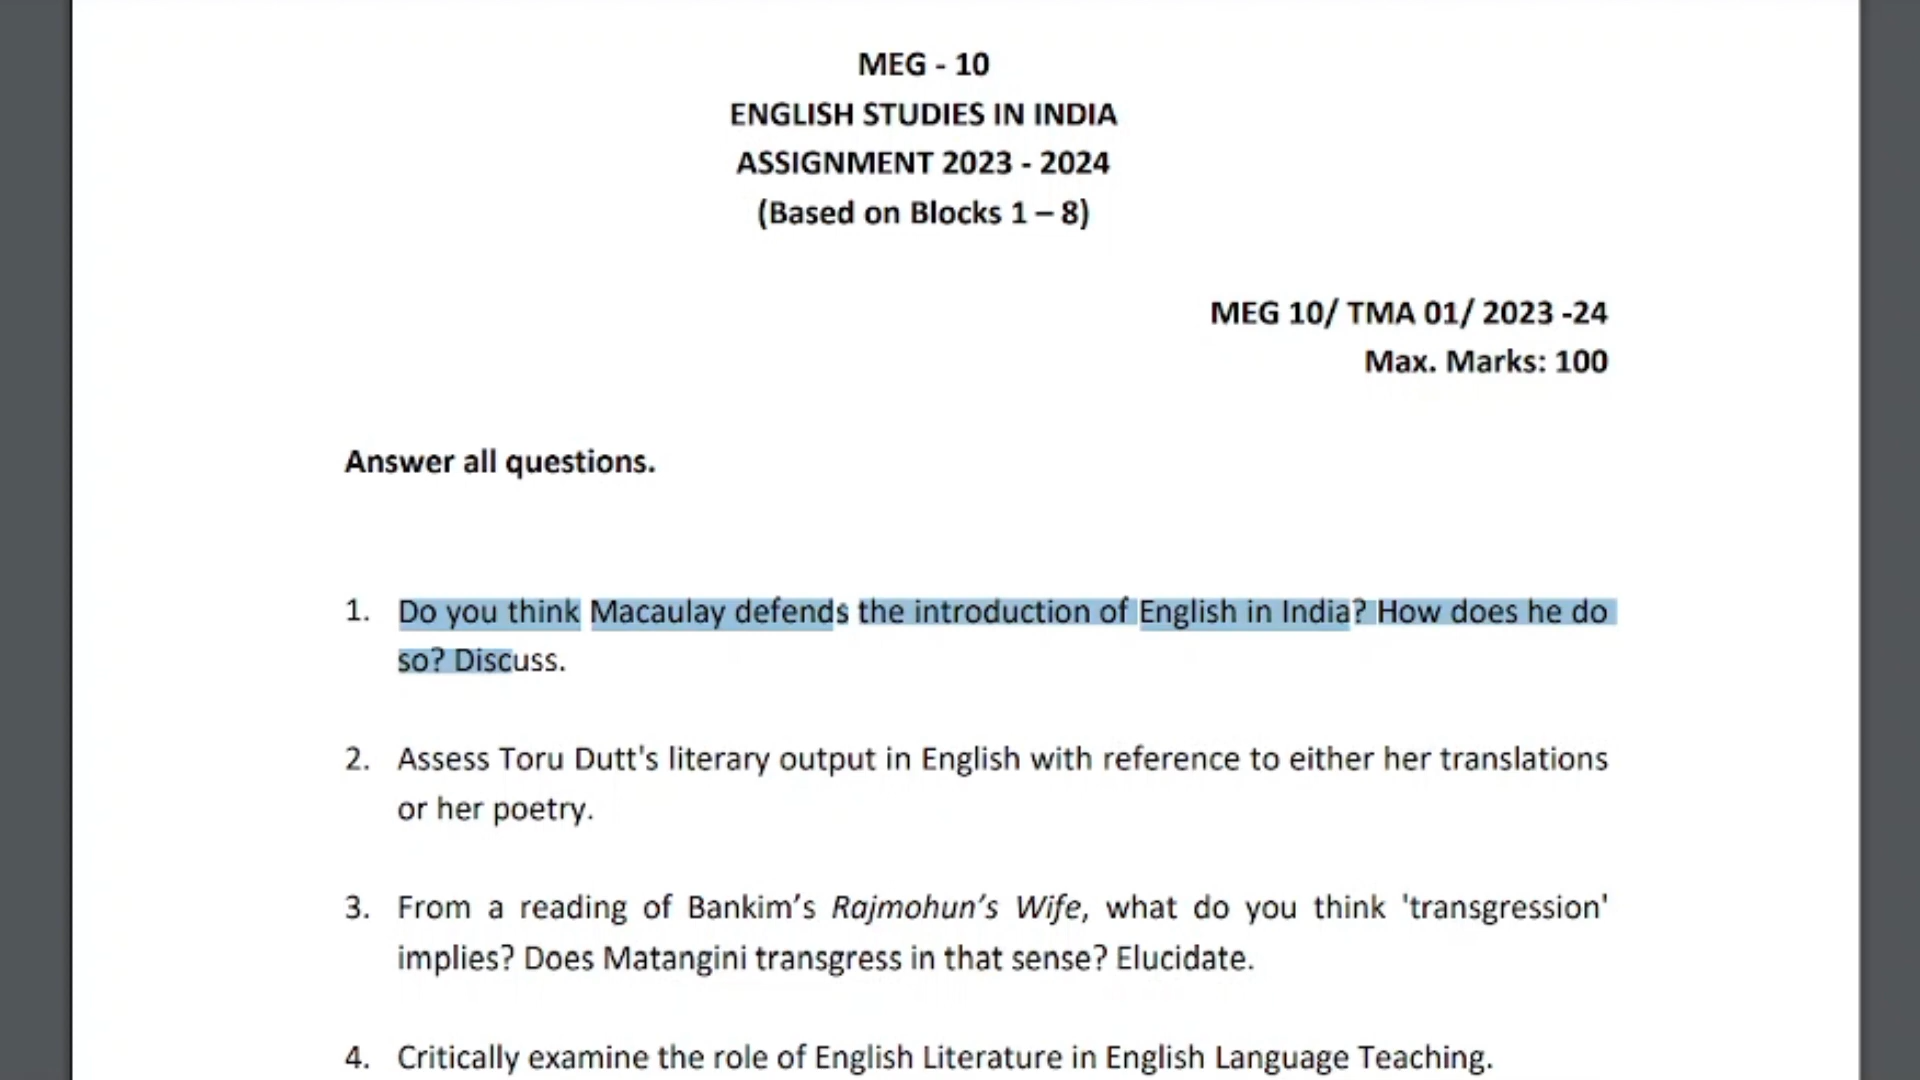 MEG - 10
ENGLISH STUDIES IN INDIA
ASSIGNMENT 2023 - 2024
(Based on Blocks 1 – 8)
MEG 10/ TMA 01/ 2023 -24
Max. Marks: 100
Answer all questions.
1. Do you think Macaulay defends the introduction of English in India? How does he do
so? Discuss.
2. Assess Toru Dutt's literary output in English with reference to either her translations
or her poetry.
3. From a reading of Bankim’s Rajmohun’s Wife, what do you think 'transgression'
implies? Does Matangini transgress in that sense? Elucidate.
4. Critically examine the role of English Literature in English Language Teaching.